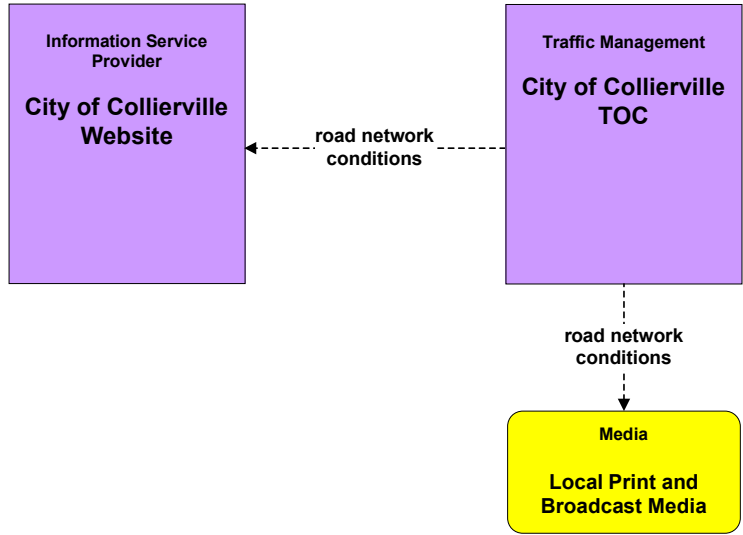 Information Service
Provider
City of Collierville
Website
Traffic Management
City of Collierville
TOC
road network
conditions
road network
conditions
Media
Local Print and
Broadcast Media